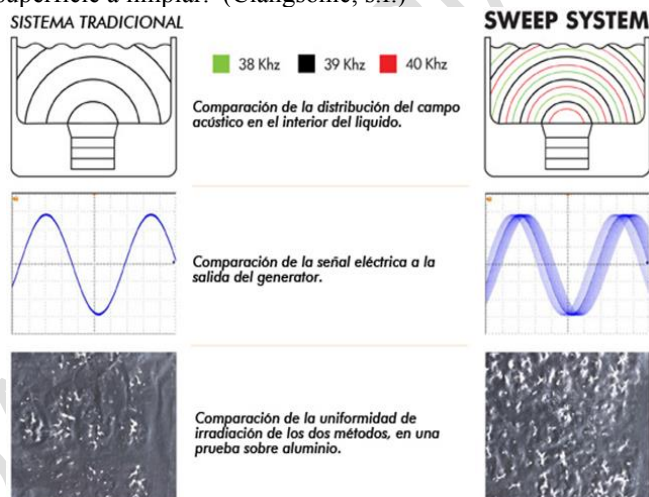 superficie a limpiar. (Clangsonic, s.f.)
SISTEMA TRADICIONAL
SWEEP SYSTEM
38 Khz 39 Khz 40 Khz
Comparación de la distribución del campo
acústico en el interior del liquido.
Comparación de la señal eléctrica a la
salida del generator.
Comparación de la uniformidad de
irradiación de los dos métodos, en una
prueba sobre aluminio.